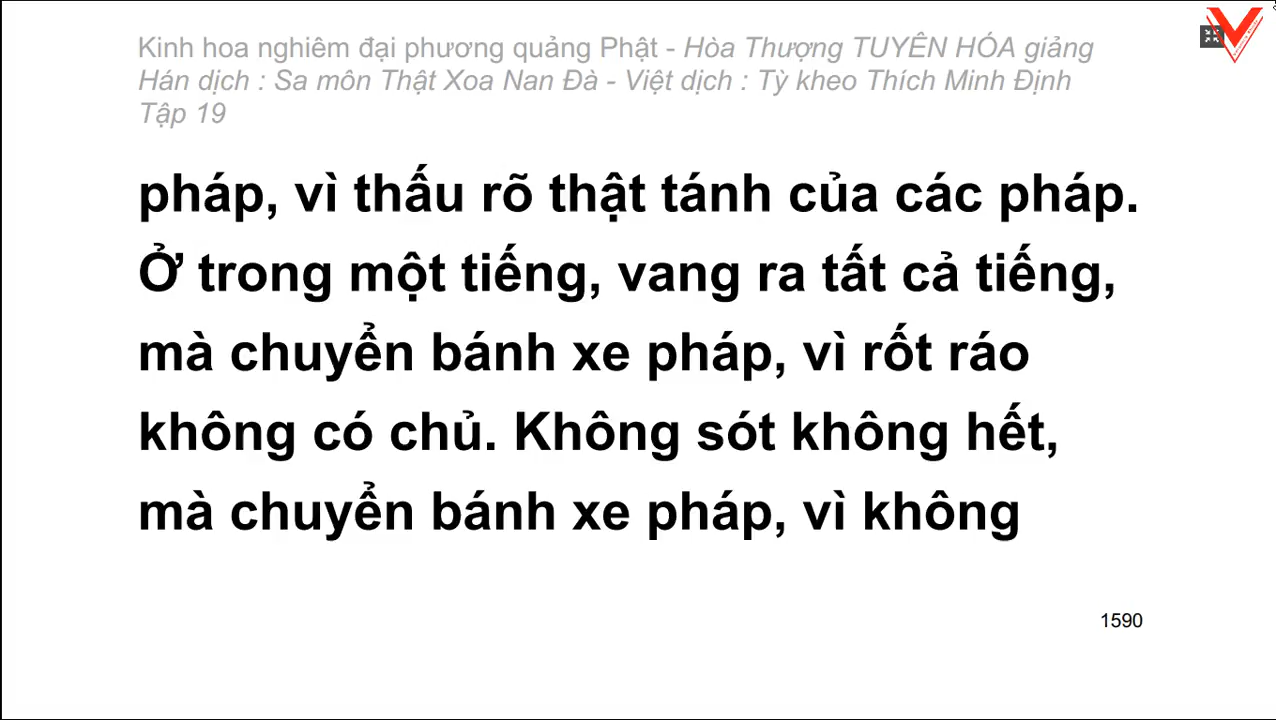 Kinh hoa nghiêm đại phương quảng Phật - Hòa Thượng TUYÊN HÓA giảng
Hán dịch : Sa môn Thật Xoa Nan Đà - Việt dịch : Tỳ kheo Thích Minh Định
Tập 19
pháp, vì thấu rõ thật tánh của các pháp.
Ở trong một tiếng, vang ra tất cả tiếng,
mà chuyển bánh xe pháp, vì rốt ráo
không có chủ. Không sót không hết,
mà chuyển bánh xe pháp, vì không
1590